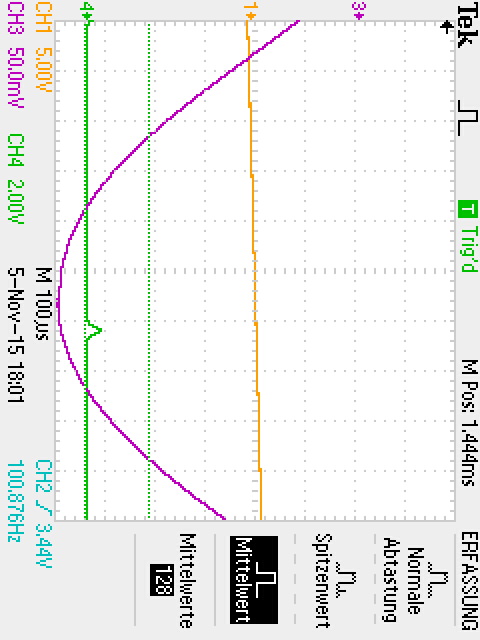 Tek T Trig'd M Pos: 1.444ms ERFASSUNG
Normale
Abtastung
3
Spitzenwert
1
Mittelwert
Mittelwerte
128
4
CH1 5.00V M 100µs CH2 3.44V
CH3 50.0mV CH4 2.00V 5-Nov-15 18:01 100.876Hz